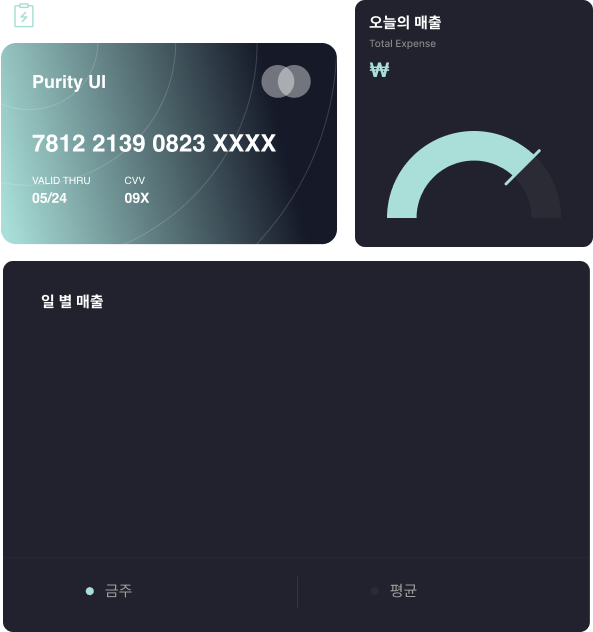 Purity UI
7812 2139 0823 XXXX
VALID THRU CVV
05/24 09X
오늘의 매출
Total Expense
₩
일 별 매출
금주 평균